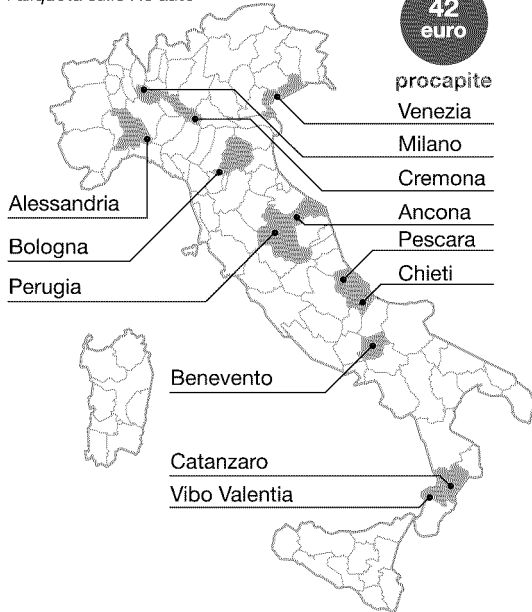 42
euro
procapite
Venezia
Milano
Cremona
Ancona
Pescara
Chieti
Alessandria
Bologna
Perugia
Benevento
Catanzaro
Vibo Valentia